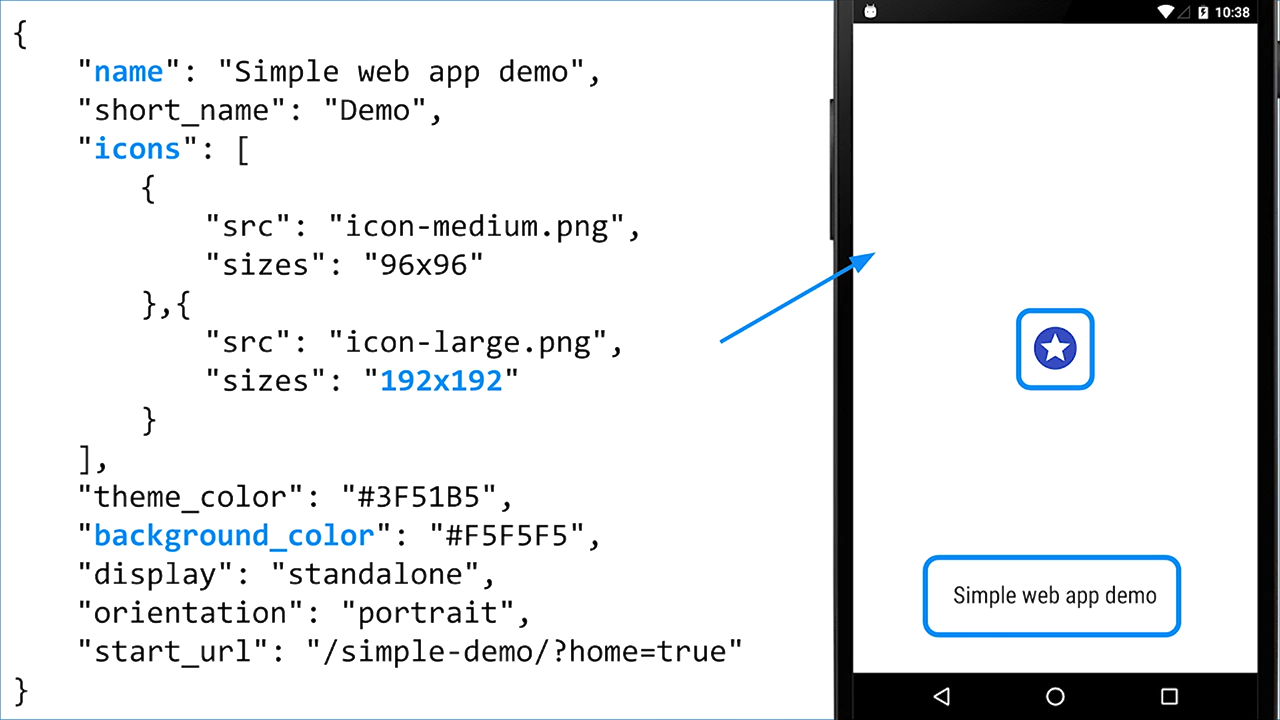 {
"name": "Simple web app demo",
"short_name": "Demo",
"icons": [
{
"src": "icon-medium.png",
"sizes": "96x96"
},{
"src": "icon-large.png",
"sizes": "192x192"
}
],
"theme_color": "#3F51B5",
"background_color": "#F5F5F5",
"display": "standalone",
"orientation": "portrait",
"start_url": "/simple-demo/?home=true"
}
10:38
Simple web app demo